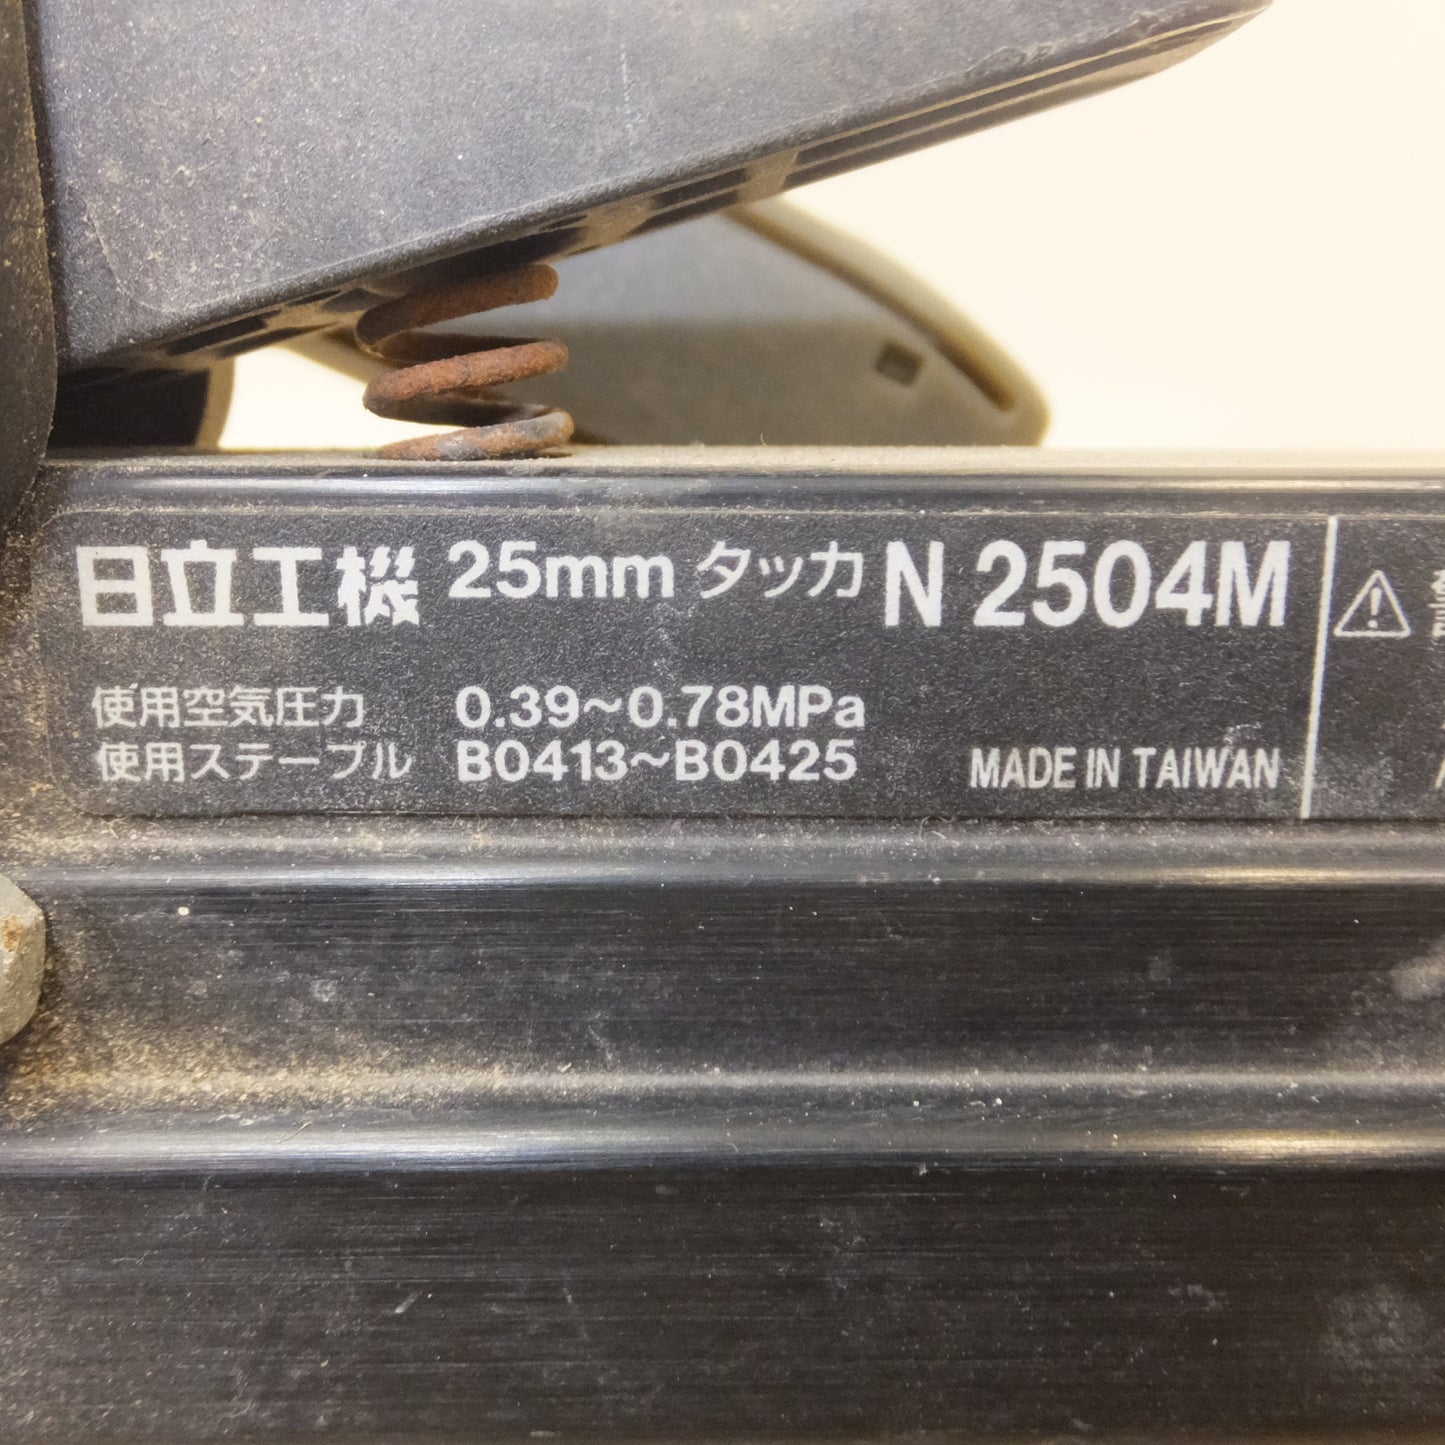 日立工機 25mm タッカ N 2504M
使用空気圧力 0.39~0.78MPa
使用ステープル B0413~B0425 MADE IN TAIWAN